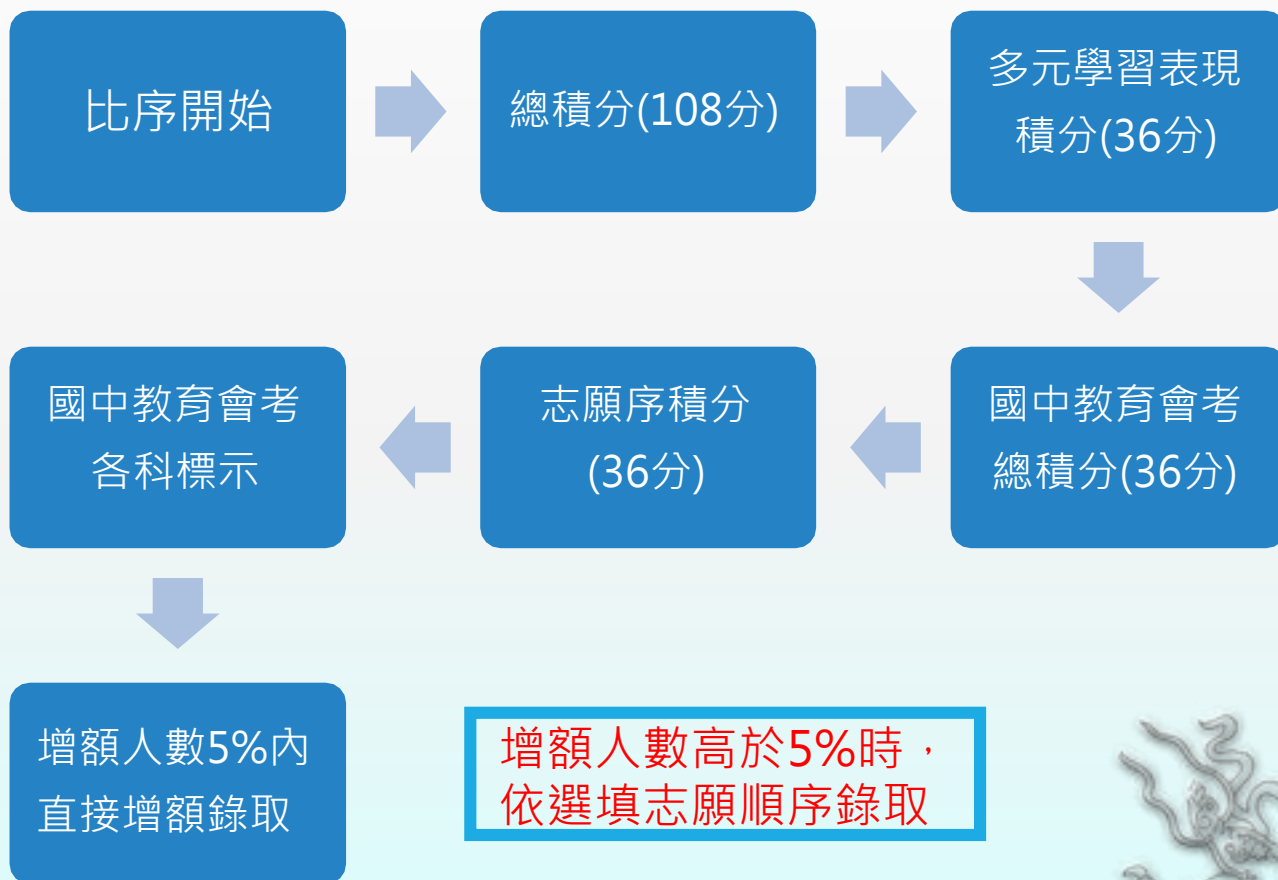 比序開始
總積分(108分)
多元學習表現
積分(36分)
國中教育會考
總積分(36分)
志願序積分
(36分)
國中教育會考
各科標示
增額人數5%內
直接增額錄取
增額人數高於5%時，
依選填志願順序錄取